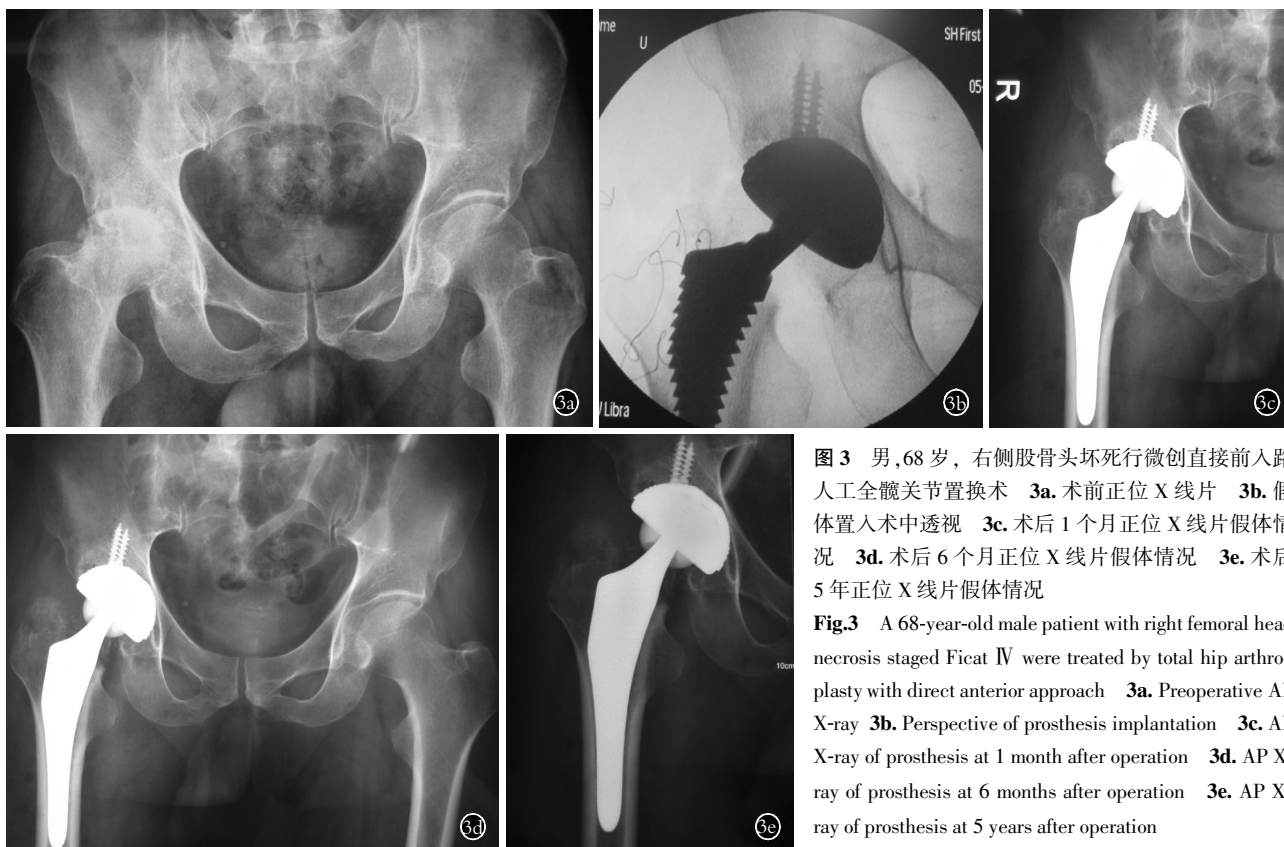 me
U
SH First
05-
/ Libra
3a
3b
R
3c
3d
10cm
3e
图 3 男,68 岁，右侧股骨头坏死行微创直接前入路
人工全髋关节置换术 3a. 术前正位 X 线片 3b. 假
体置入术中透视 3c. 术后 1 个月正位 X 线片假体情
况 3d. 术后 6 个月正位 X 线片假体情况 3e. 术后
5 年正位 X 线片假体情况
Fig.3 A 68-year-old male patient with right femoral head
necrosis staged Ficat Ⅳ were treated by total hip arthro-
plasty with direct anterior approach 3a. Preoperative AP
X-ray 3b. Perspective of prosthesis implantation 3c. AP
X-ray of prosthesis at 1 month after operation 3d. AP X-
ray of prosthesis at 6 months after operation 3e. AP X-
ray of prosthesis at 5 years after operation